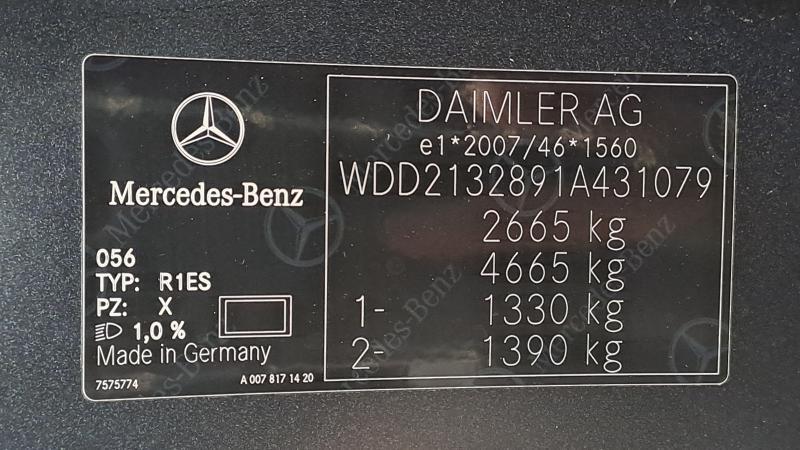 Mercedes-Benz
056
TYP: R1ES
PZ: X
1,0 %
Made in Germany
7575774
A 007 817 14 20
DAIMLER AG
e1*2007/46*1560
WDD2132891A431079
2665 kg
4665 kg
1- 1330 kg
2- 1390 kg